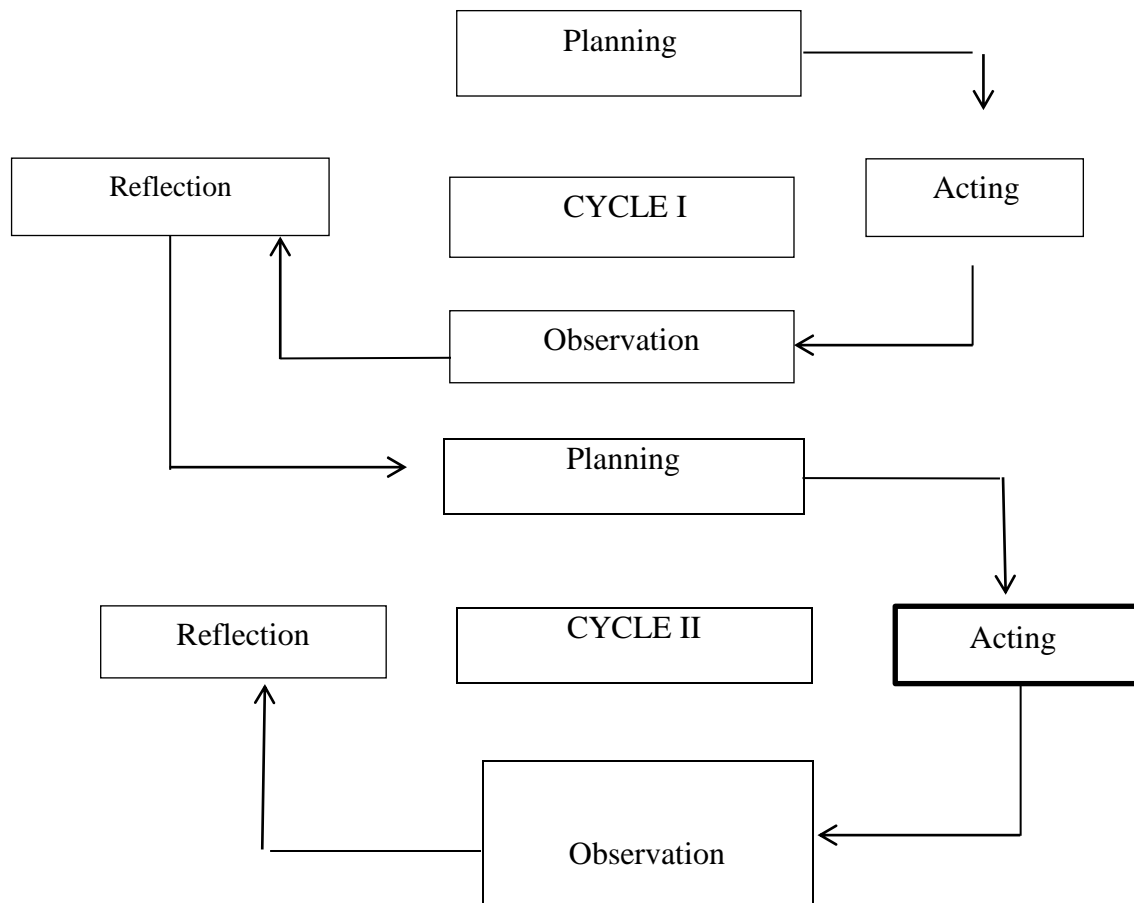 Planning
Reflection
CYCLE I
Acting
Observation
Planning
Reflection
CYCLE II
Acting
Observation